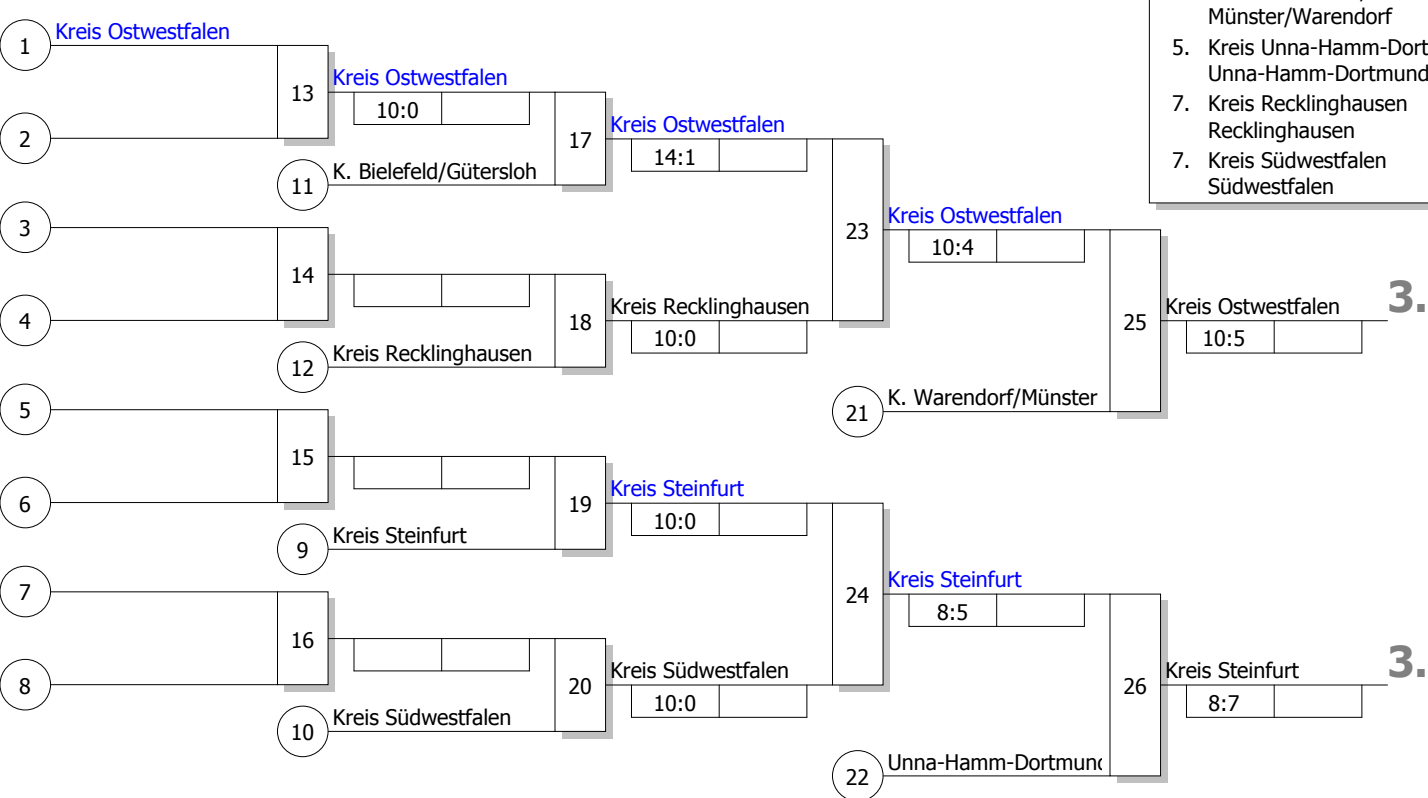 Münster/Warendorf
5. Kreis Unna-Hamm-Dort
Unna-Hamm-Dortmund
7. Kreis Recklinghausen
Recklinghausen
7. Kreis Südwestfalen
Südwestfalen
1 Kreis Ostwestfalen
13 Kreis Ostwestfalen
10:0
2
17 Kreis Ostwestfalen
14:1
11 K. Bielefeld/Gütersloh
3
23 Kreis Ostwestfalen
10:4
14
4
18 Kreis Recklinghausen
10:0
25 Kreis Ostwestfalen 3.
10:5
12 Kreis Recklinghausen
21 K. Warendorf/Münster
5
15
6
19 Kreis Steinfurt
10:0
9 Kreis Steinfurt
7
24 Kreis Steinfurt
8:5
16
8
20 Kreis Südwestfalen
10:0
26 Kreis Steinfurt 3.
8:7
10 Kreis Südwestfalen
22 Unna-Hamm-Dortmund